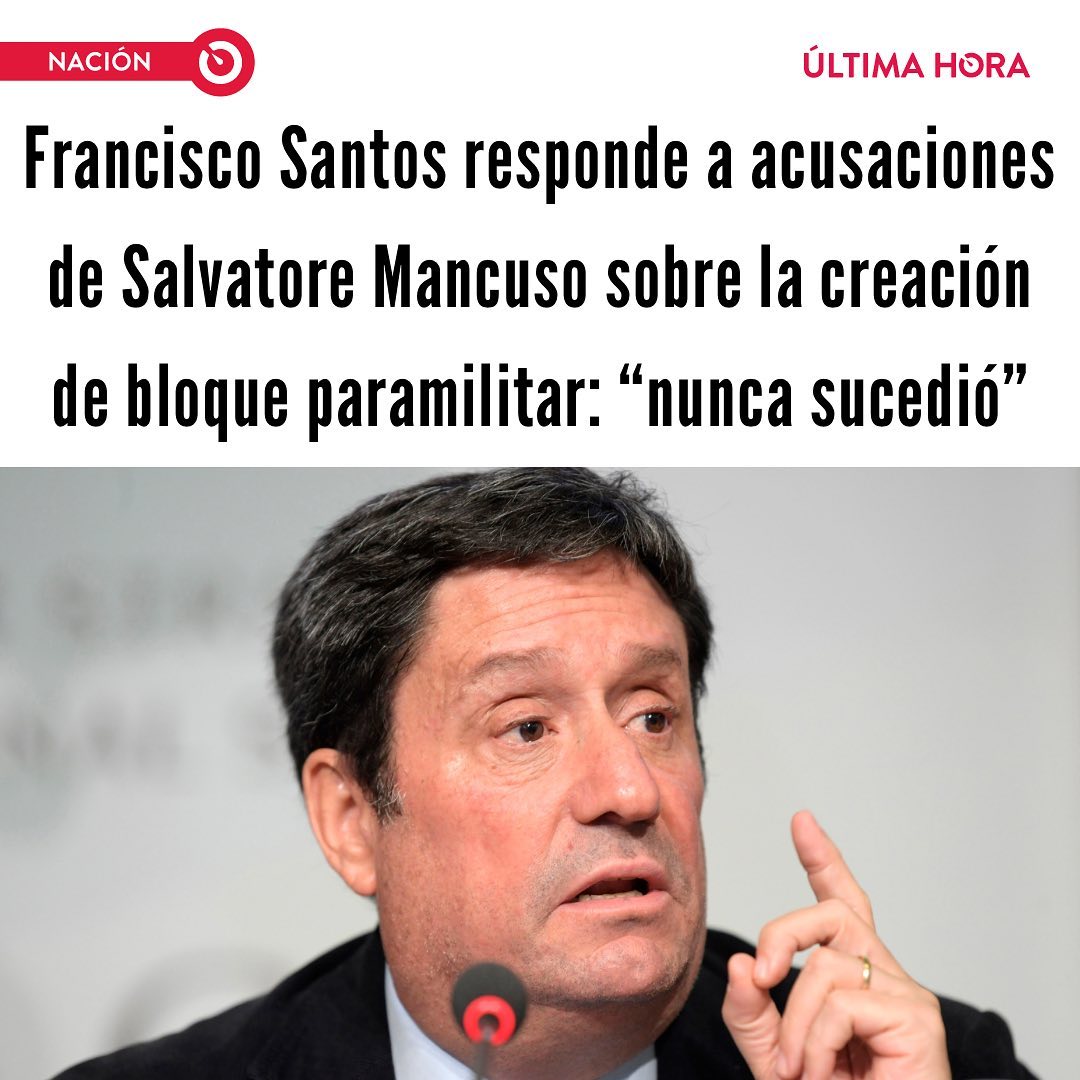 NACIÓN
ÚLTIMA HORA
Francisco Santos responde a acusaciones
de Salvatore Mancuso sobre la creación
de bloque paramilitar: “nunca sucedió”